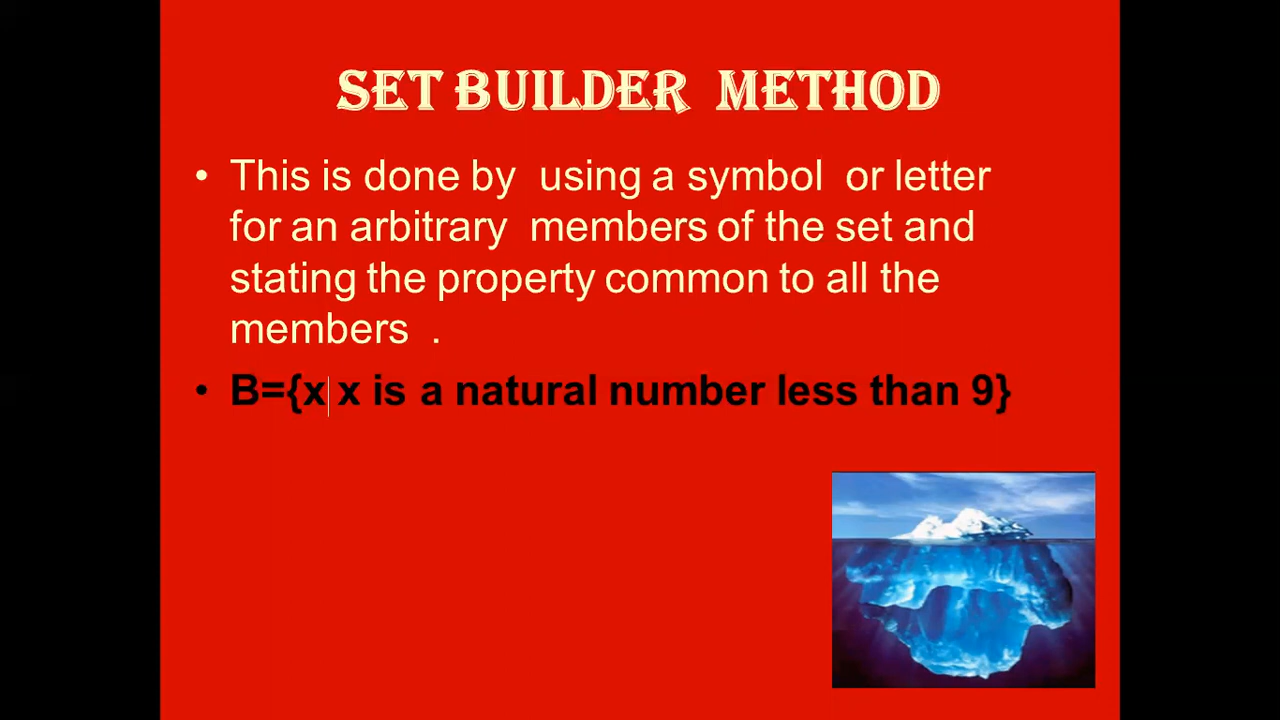 SET BUILDER METHOD
• This is done by using a symbol or letter
for an arbitrary members of the set and
stating the property common to all the
members .
• B={x| x is a natural number less than 9}